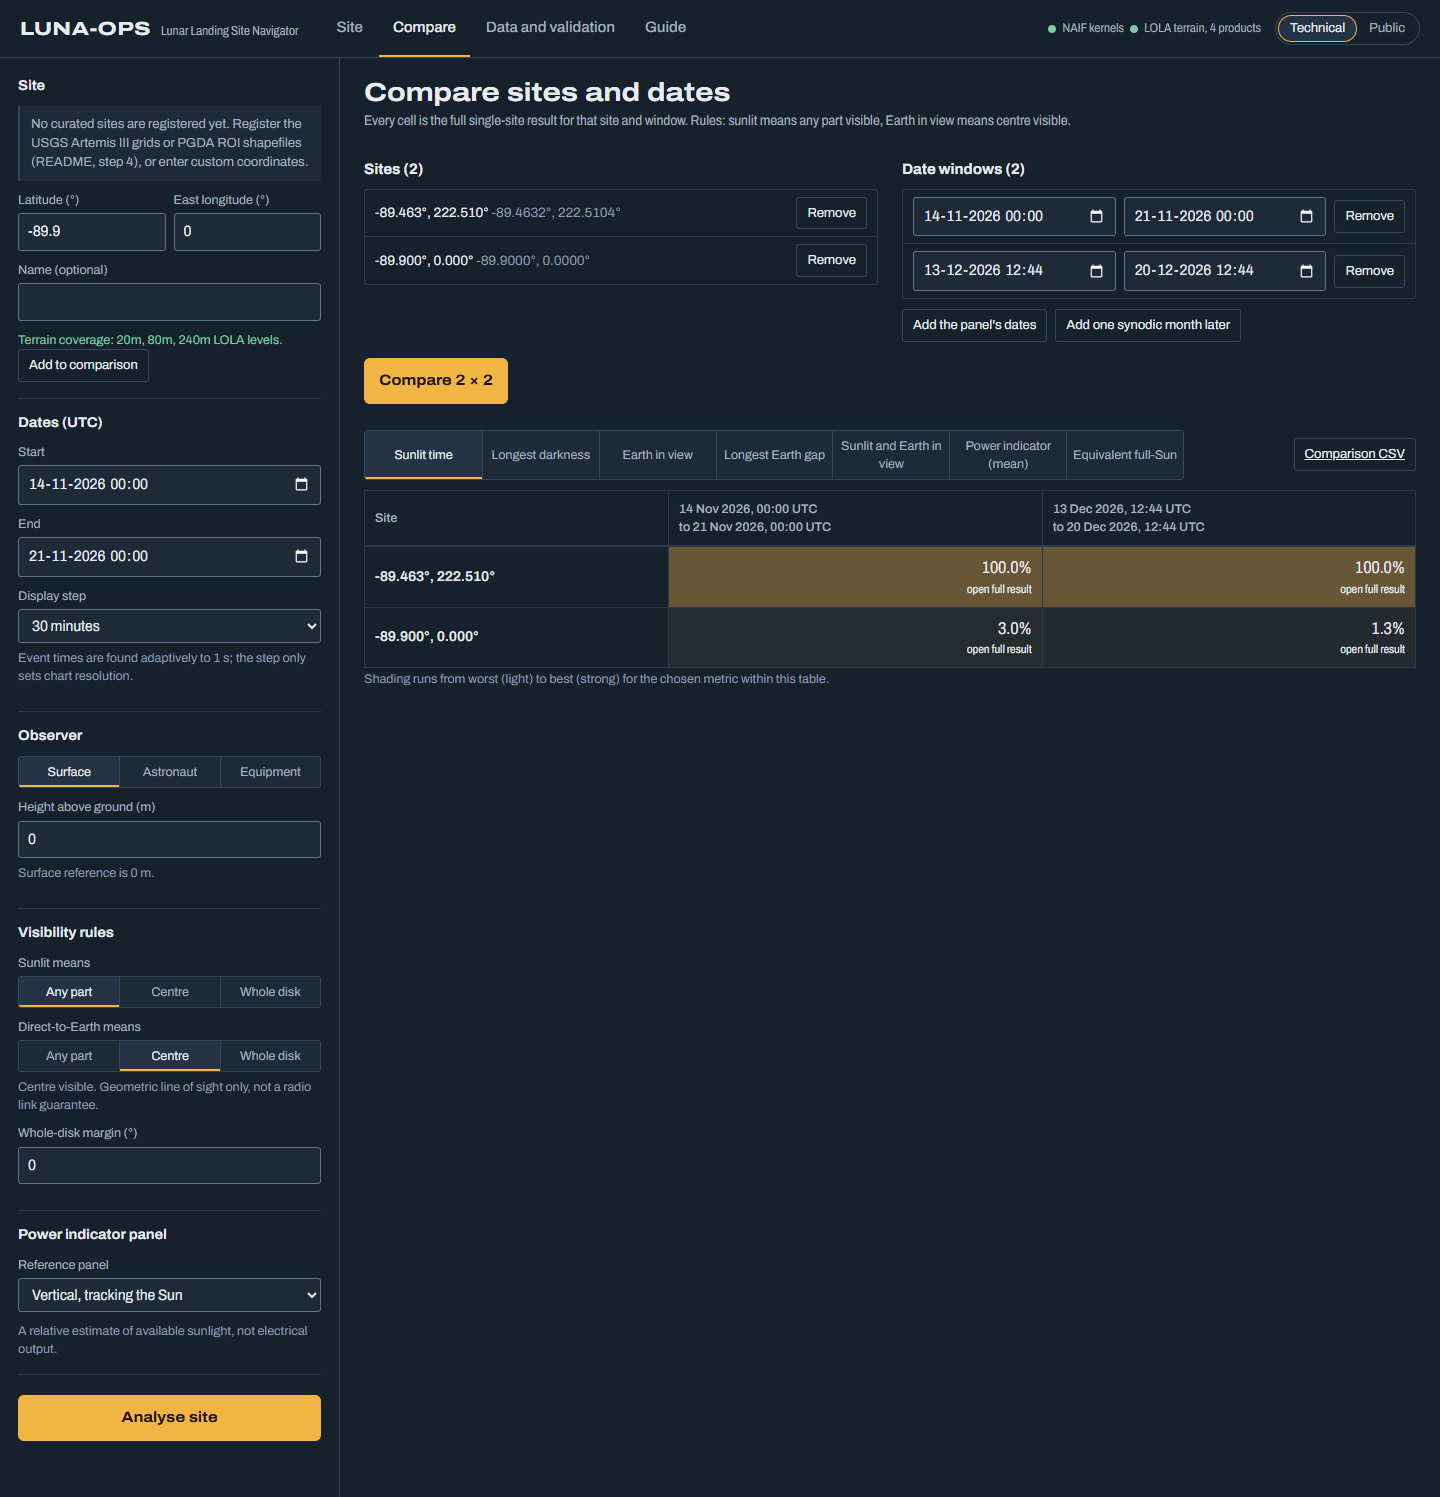 LUNA-OPS Lunar Landing Site Navigator
Site Compare Data and validation Guide
NAIF kernels LOLA terrain, 4 products
Technical Public
Site
No curated sites are registered yet. Register the
USGS Artemis III grids or PGDA ROI shapefiles
(README, step 4), or enter custom coordinates.
Latitude (°) East longitude (°)
-89.9 0
Name (optional)
Terrain coverage: 20m, 80m, 240m LOLA levels.
Add to comparison
Dates (UTC)
Start
14-11-2026 00:00
End
21-11-2026 00:00
Display step
30 minutes
Event times are found adaptively to 1 s; the step only
sets chart resolution.
Observer
Surface Astronaut Equipment
Height above ground (m)
0
Surface reference is 0 m.
Visibility rules
Sunlit means
Any part Centre Whole disk
Direct-to-Earth means
Any part Centre Whole disk
Centre visible. Geometric line of sight only, not a radio
link guarantee.
Whole-disk margin (°)
0
Power indicator panel
Reference panel
Vertical, tracking the Sun
A relative estimate of available sunlight, not electrical
output.
Analyse site
Compare sites and dates
Every cell is the full single-site result for that site and window. Rules: sunlit means any part visible, Earth in view means centre visible.
Sites (2)
-89.463°, 222.510° -89.4632°, 222.5104° Remove
-89.900°, 0.000° -89.9000°, 0.0000° Remove
Date windows (2)
14-11-2026 00:00 21-11-2026 00:00 Remove
13-12-2026 12:44 20-12-2026 12:44 Remove
Add the panel's dates Add one synodic month later
Compare 2 × 2
Sunlit time Longest darkness Earth in view Longest Earth gap Sunlit and Earth in view Power indicator (mean) Equivalent full-Sun
Comparison CSV
Site
14 Nov 2026, 00:00 UTC
to 21 Nov 2026, 00:00 UTC
13 Dec 2026, 12:44 UTC
to 20 Dec 2026, 12:44 UTC
-89.463°, 222.510°
100.0%
open full result
100.0%
open full result
-89.900°, 0.000°
3.0%
open full result
1.3%
open full result
Shading runs from worst (light) to best (strong) for the chosen metric within this table.